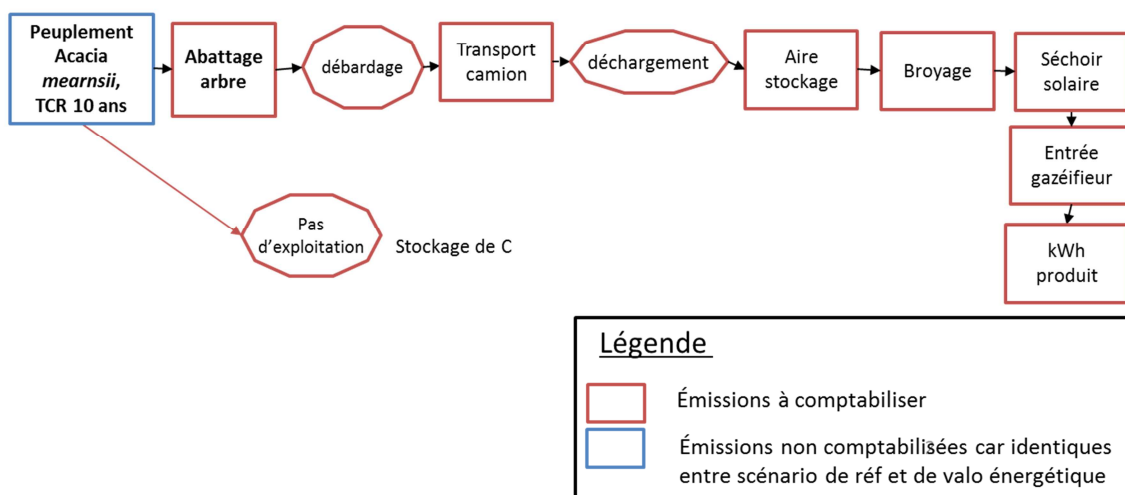 Peuplement
Acacia
mearnsii,
TCR 10 ans
Abattage
arbre
débardage
Transport
camion
déchargement
Aire
stockage
Broyage
Séchoir
solaire
Entrée
gazéifieur
kWh
produit
Pas
d'exploitation
Stockage de C
Légende
Émissions à comptabiliser
Émissions non comptabilisées car identiques
entre scénario de réf et de valo énergétique